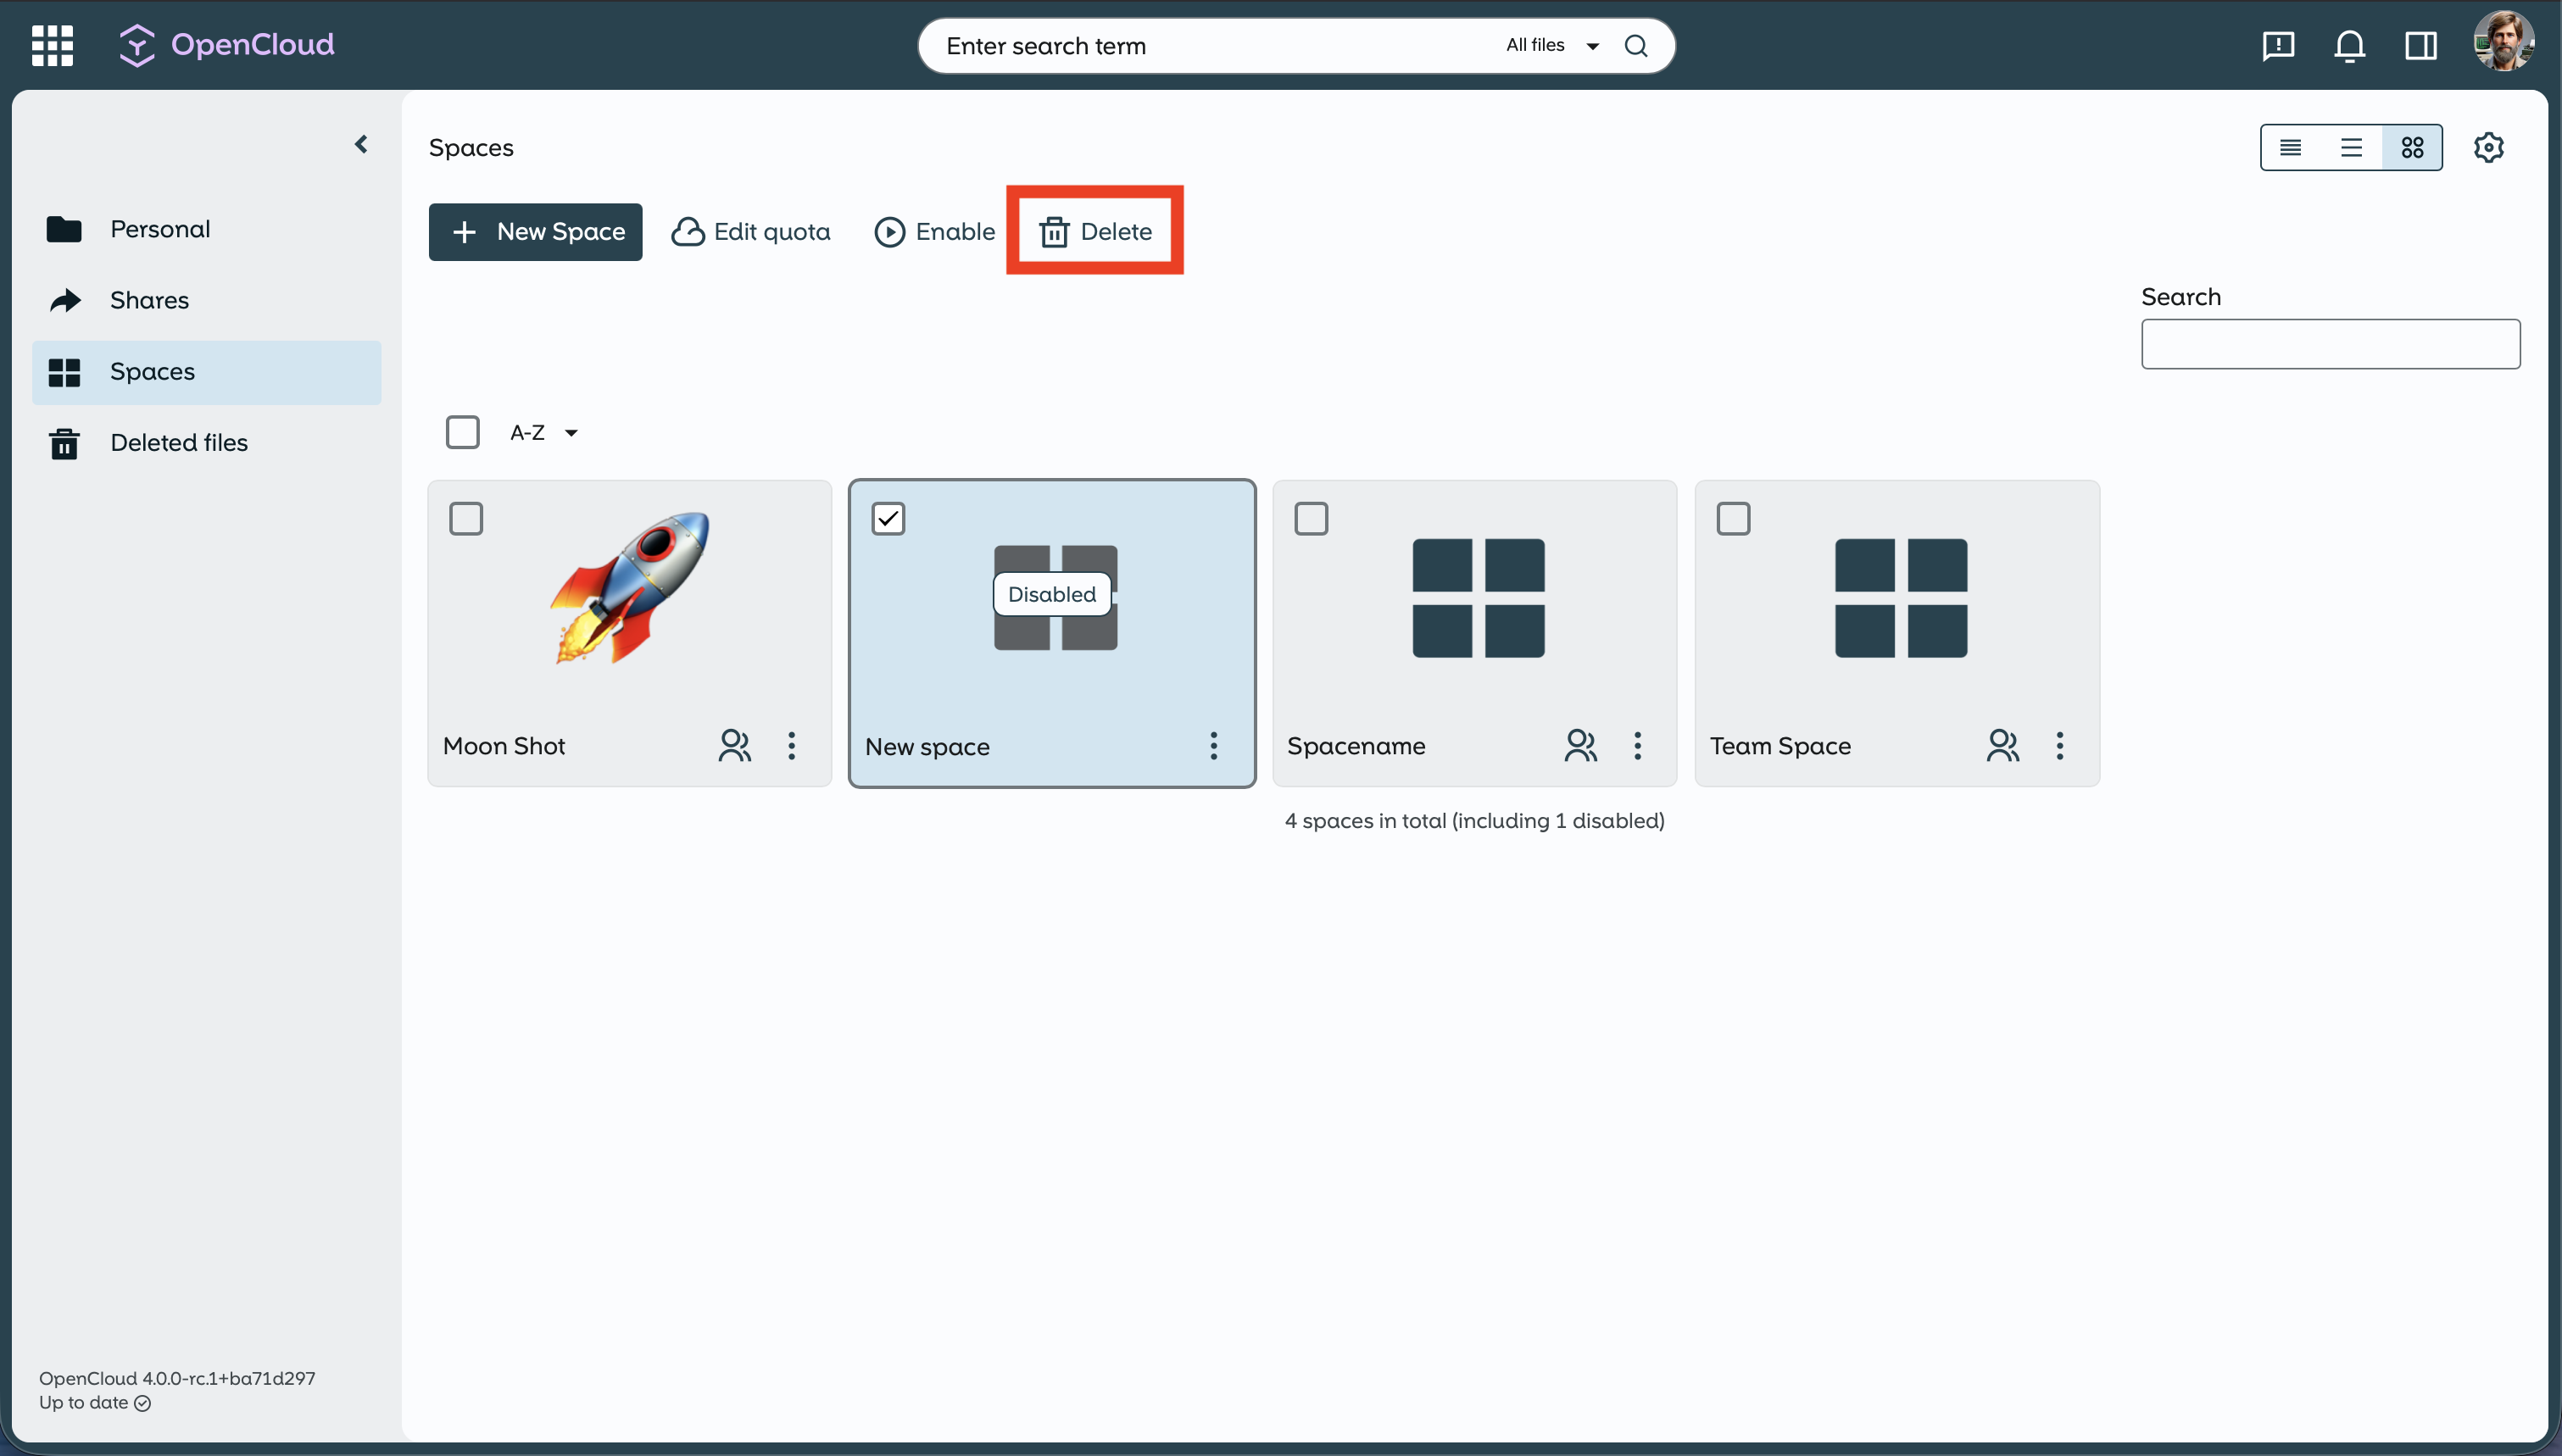 OpenCloud
Enter search term
All files
Personal
Shares
Spaces
Deleted files
Spaces
New Space
Edit quota
Enable
Delete
Search
A-Z
Disabled
Moon Shot
New space
Spacename
Team Space
4 spaces in total (including 1 disabled)
OpenCloud 4.0.0-rc.1+ba71d297
Up to date